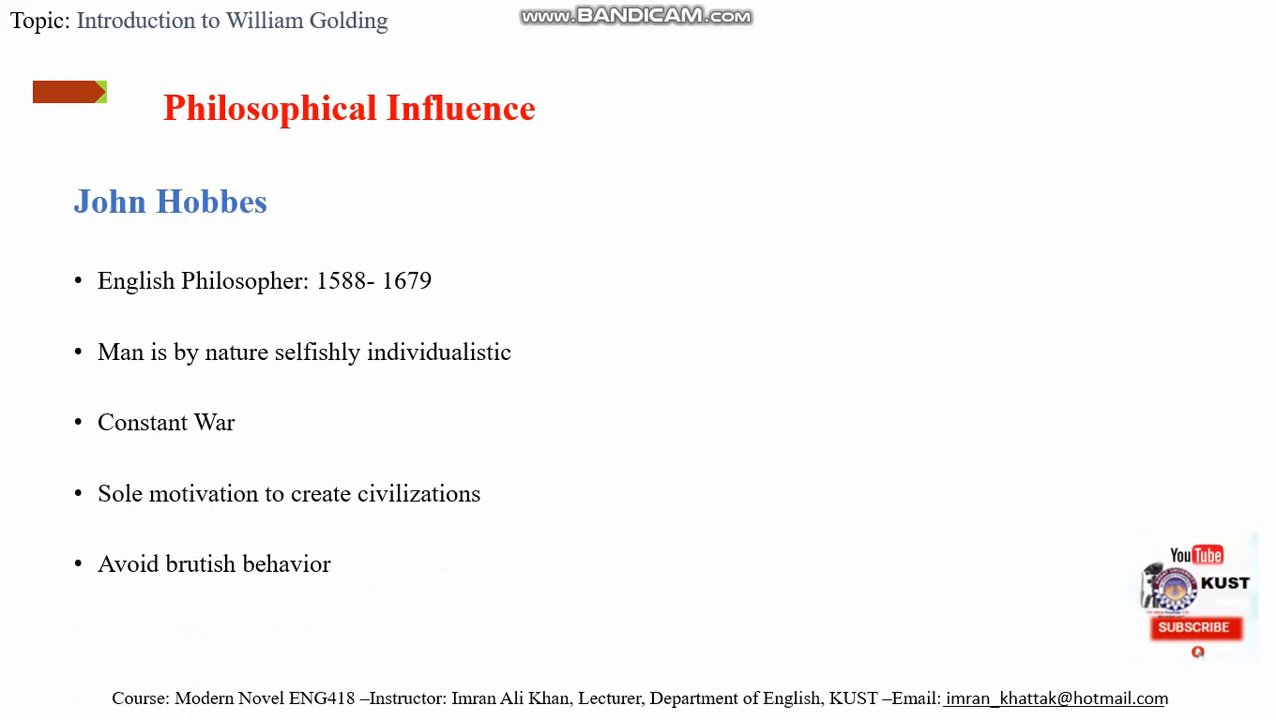 Topic: Introduction to William Golding
www.BANDICAM.com
Philosophical Influence
John Hobbes
• English Philosopher: 1588- 1679
• Man is by nature selfishly individualistic
• Constant War
• Sole motivation to create civilizations
• Avoid brutish behavior
YouTube
KUST
SUBSCRIBE
Course: Modern Novel ENG418 –Instructor: Imran Ali Khan, Lecturer, Department of English, KUST –Email: imran_khattak@hotmail.com